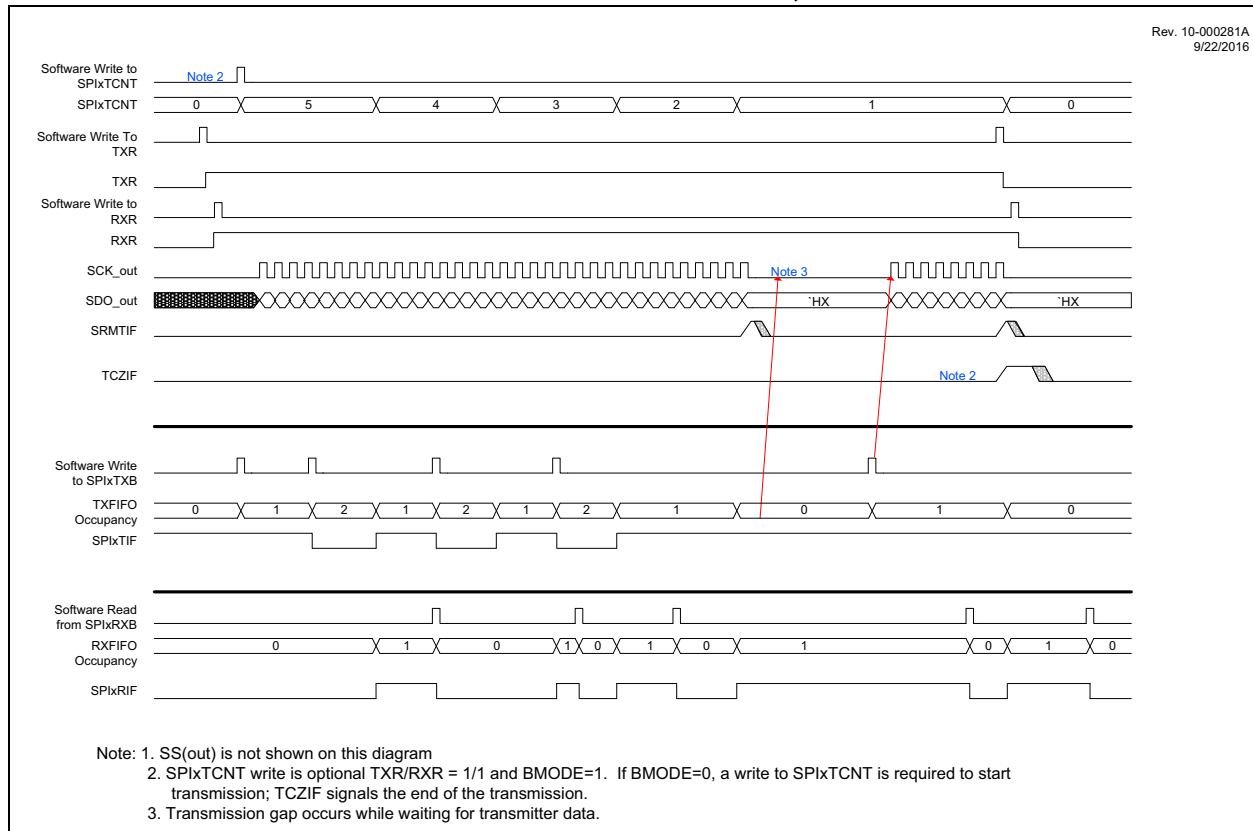 Rev. 10-000281A
9/22/2016
Software Write to
SPIxTCNT
Note 2
SPIxTCNT
0 5 4 3 2 1 0
Software Write To
TXR
TXR
Software Write to
RXR
RXR
SCK_out
Note 3
SDO_out
`HX `HX
SRMTIF
TCZIF
Note 2
Software Write
to SPIxTXB
TXFIFO
Occupancy
0 1 2 1 2 1 2 1 0 1 0
SPIxTIF
Software Read
from SPIxRXB
RXFIFO
Occupancy
0 1 0 1 0 1 0 1 0 1 0
SPIxRIF
Note: 1. SS(out) is not shown on this diagram
2. SPIxTCNT write is optional TXR/RXR = 1/1 and BMODE=1. If BMODE=0, a write to SPIxTCNT is required to start
transmission; TCZIF signals the end of the transmission.
3. Transmission gap occurs while waiting for transmitter data.